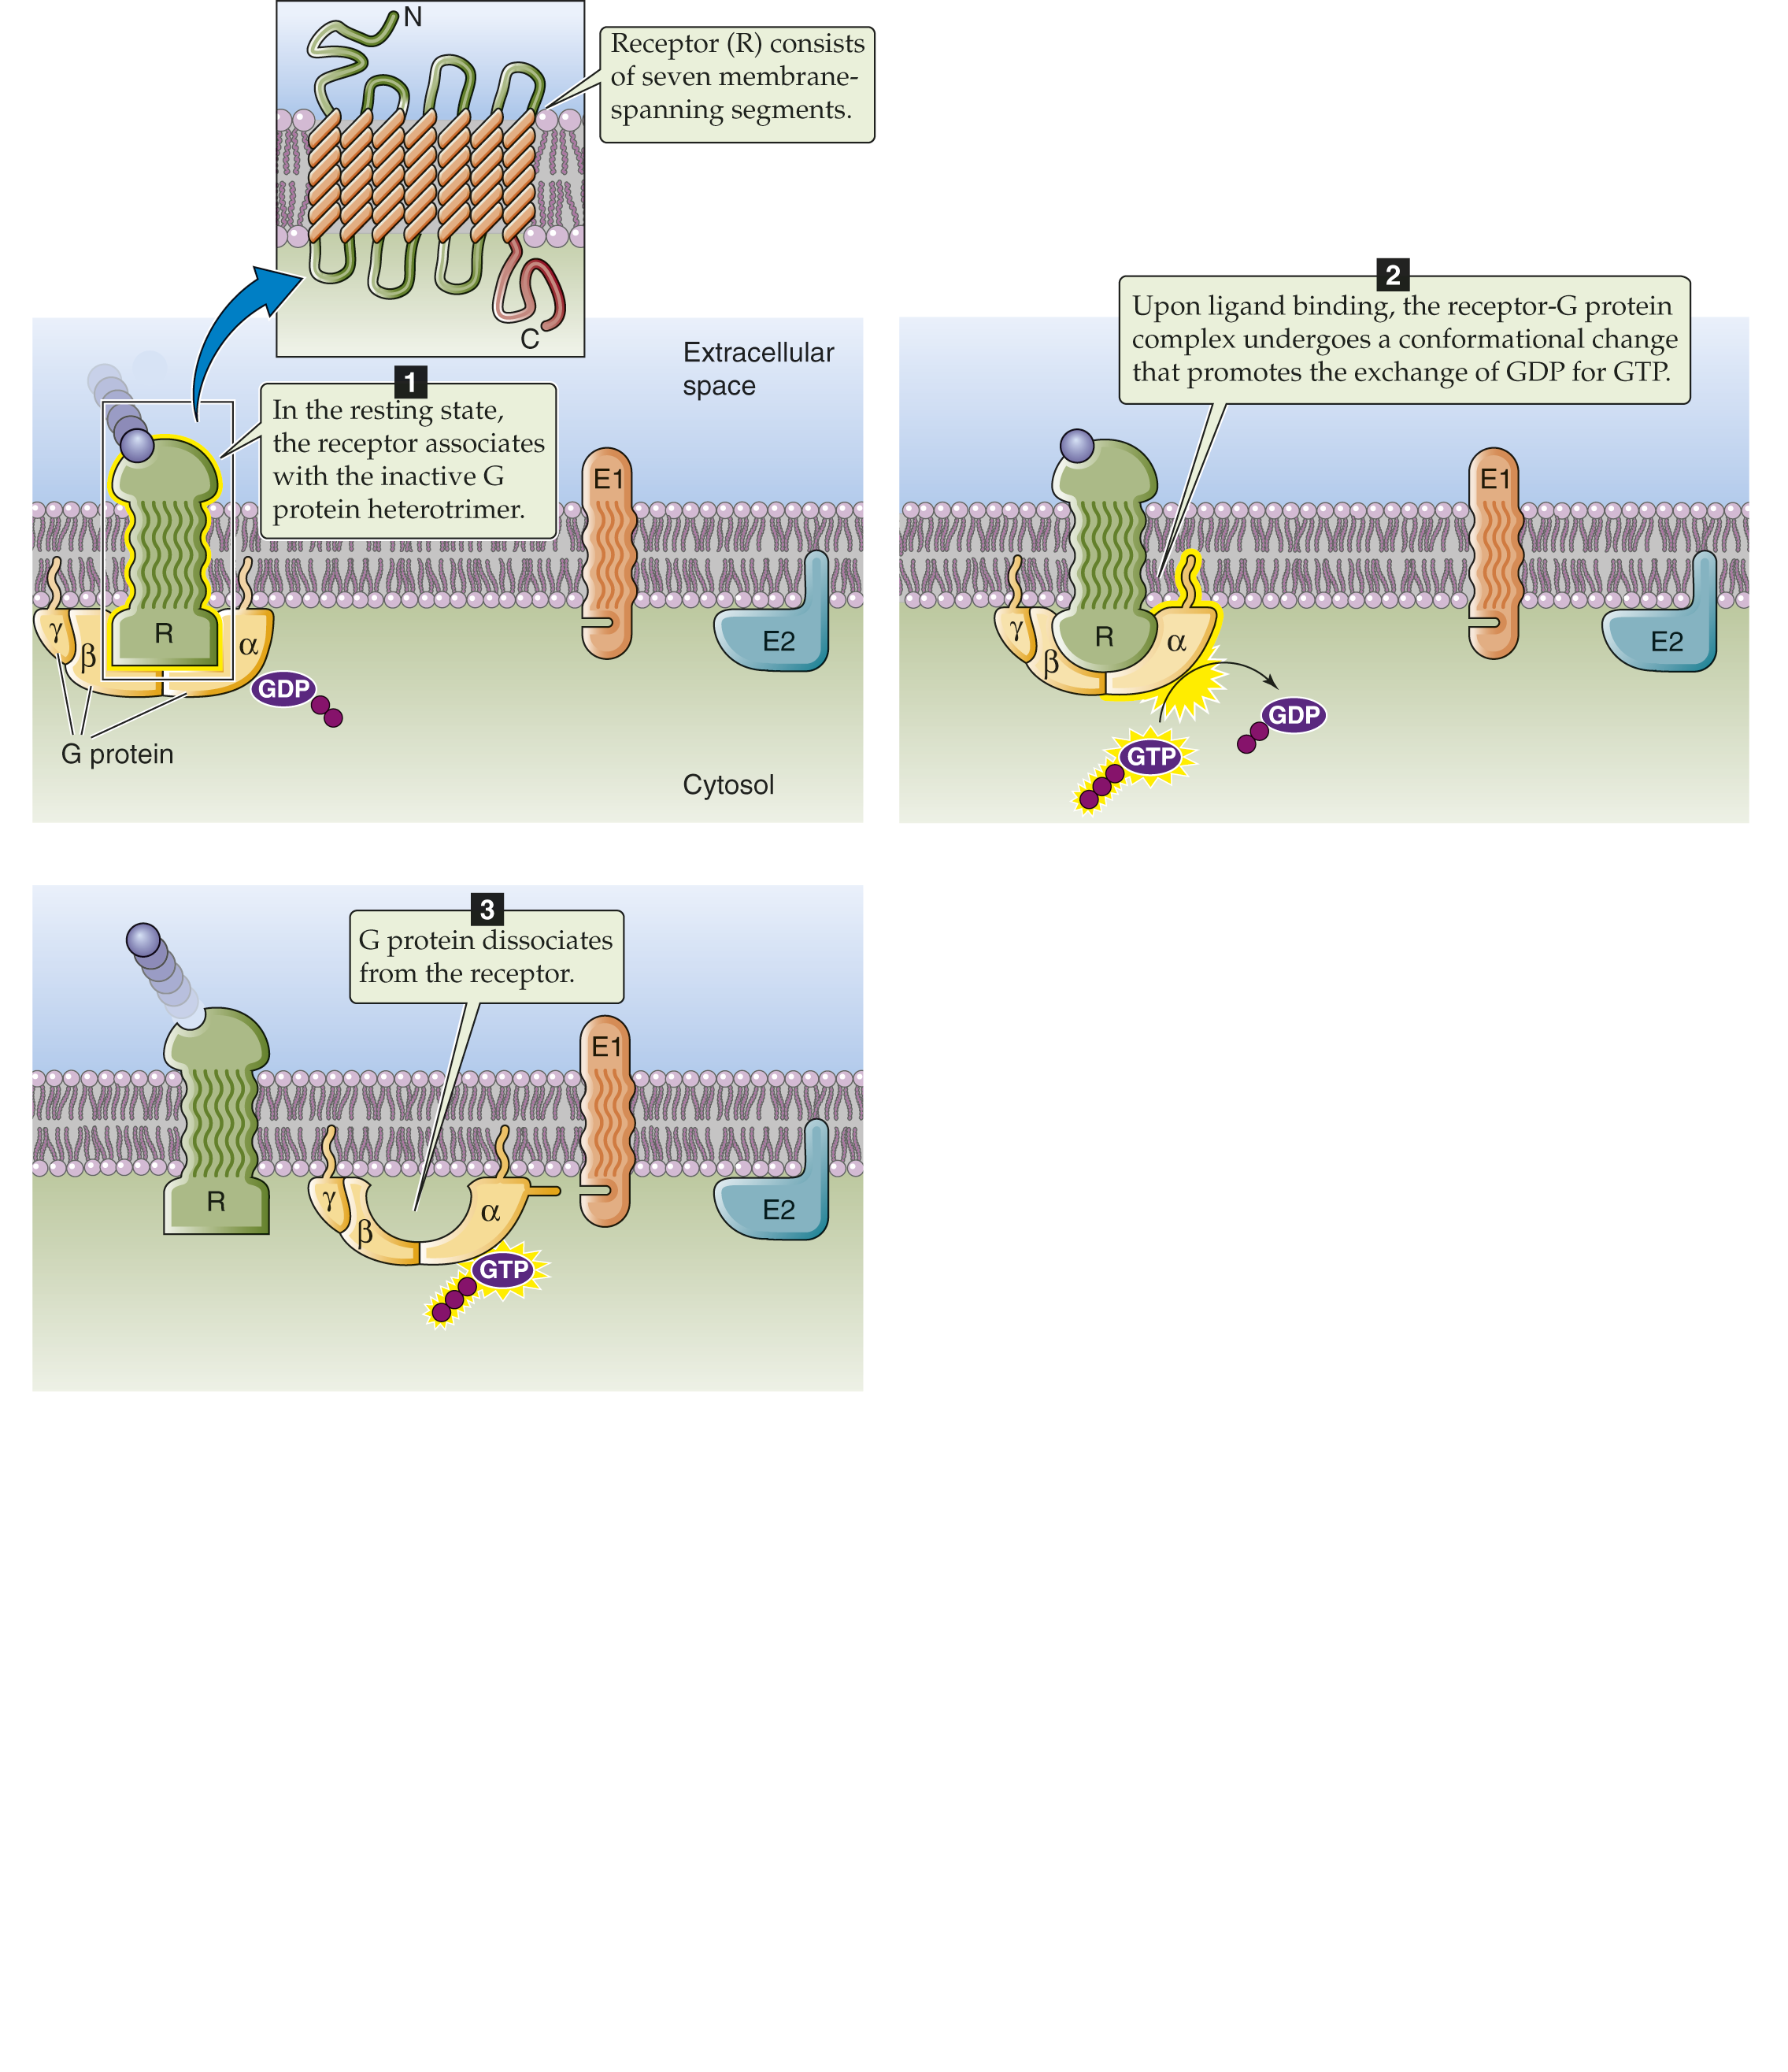 N
Receptor (R) consists
of seven membrane-
spanning segments.
C
Extracellular
space
1
In the resting state,
the receptor associates
with the inactive G
protein heterotrimer.
E1
E2
R
γ
β
α
GDP
G protein
Cytosol
2
Upon ligand binding, the receptor-G protein
complex undergoes a conformational change
that promotes the exchange of GDP for GTP.
E1
E2
R
γ
β
α
GDP
GTP
3
G protein dissociates
from the receptor.
E1
E2
R
γ
β
α
GTP